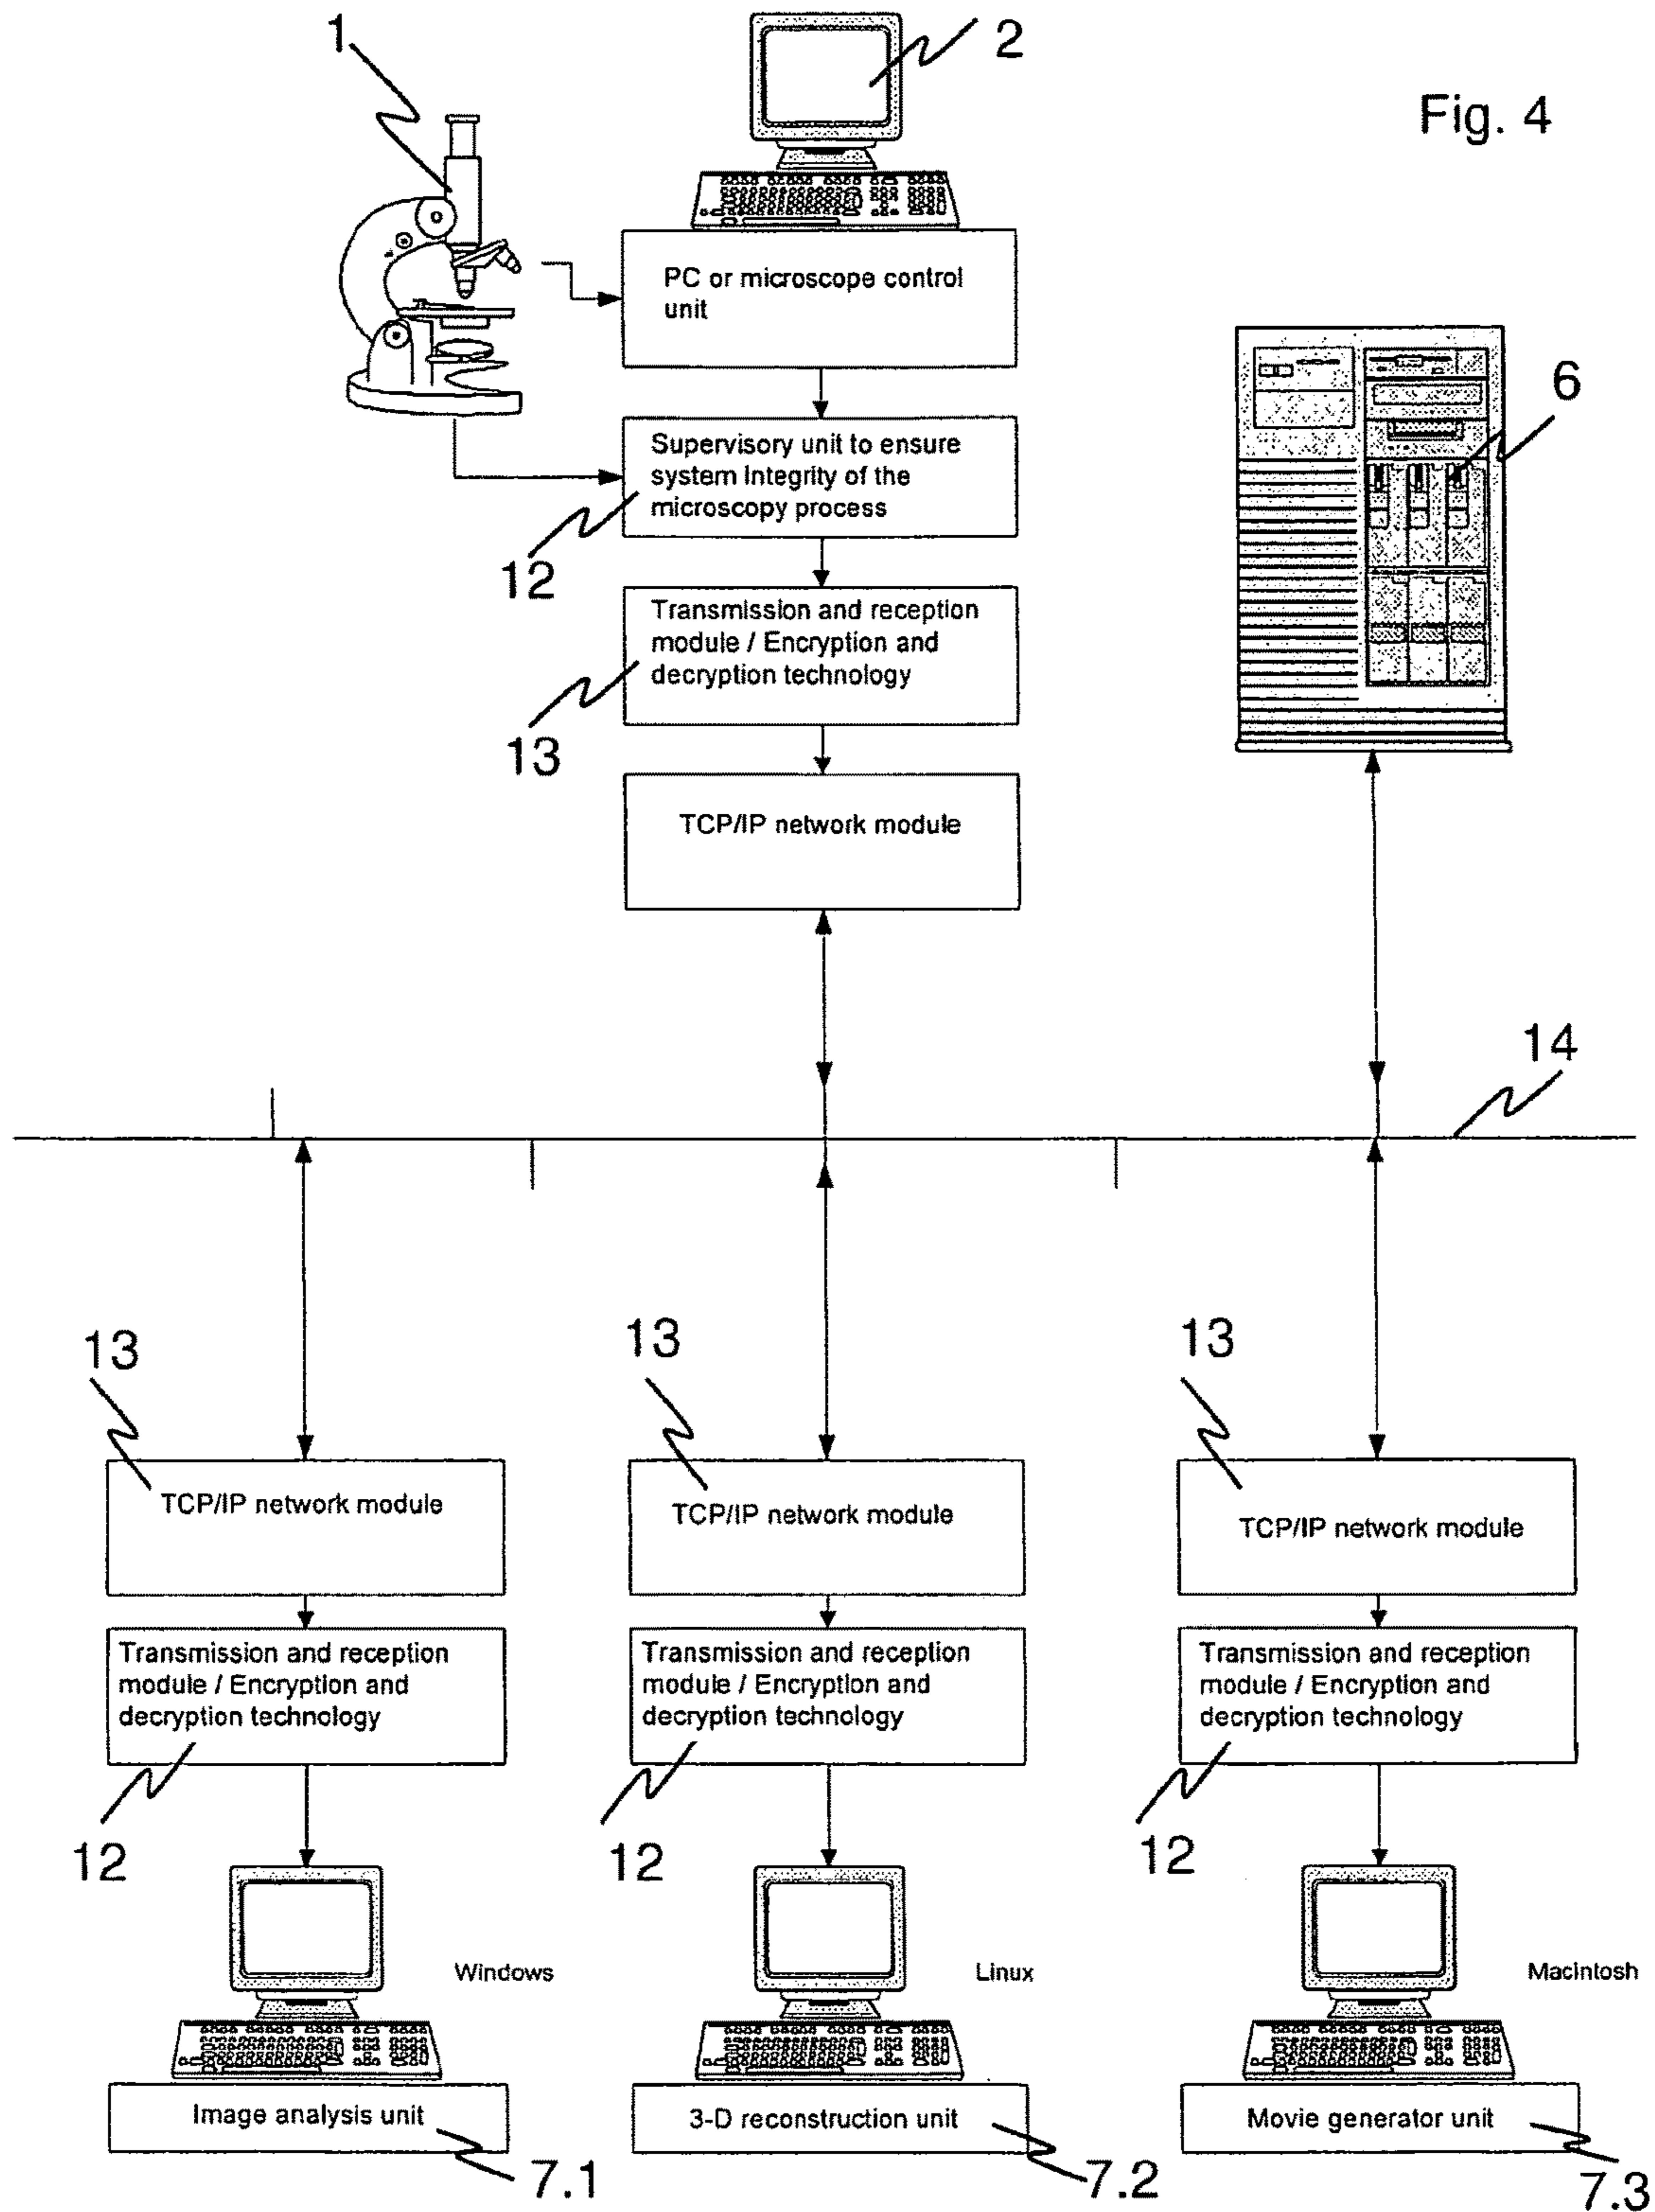 1
2
Fig. 4
PC or microscope control
unit
6
Supervisory unit to ensure
system Integrity of the
microscopy process
12
Transmission and reception
module / Encryption and
decryption technology
13
TCP/IP network module
14
13
13
13
TCP/IP network module
TCP/IP network module
TCP/IP network module
Transmission and reception
module / Encryption and
decryption technology
Transmission and reception
module / Encryption and
decryption technology
Transmission and reception
module / Encryption and
decryption technology
12
12
12
Windows
Linux
Macintosh
Image analysis unit
3-D reconstruction unit
Movie generator unit
7.1
7.2
7.3